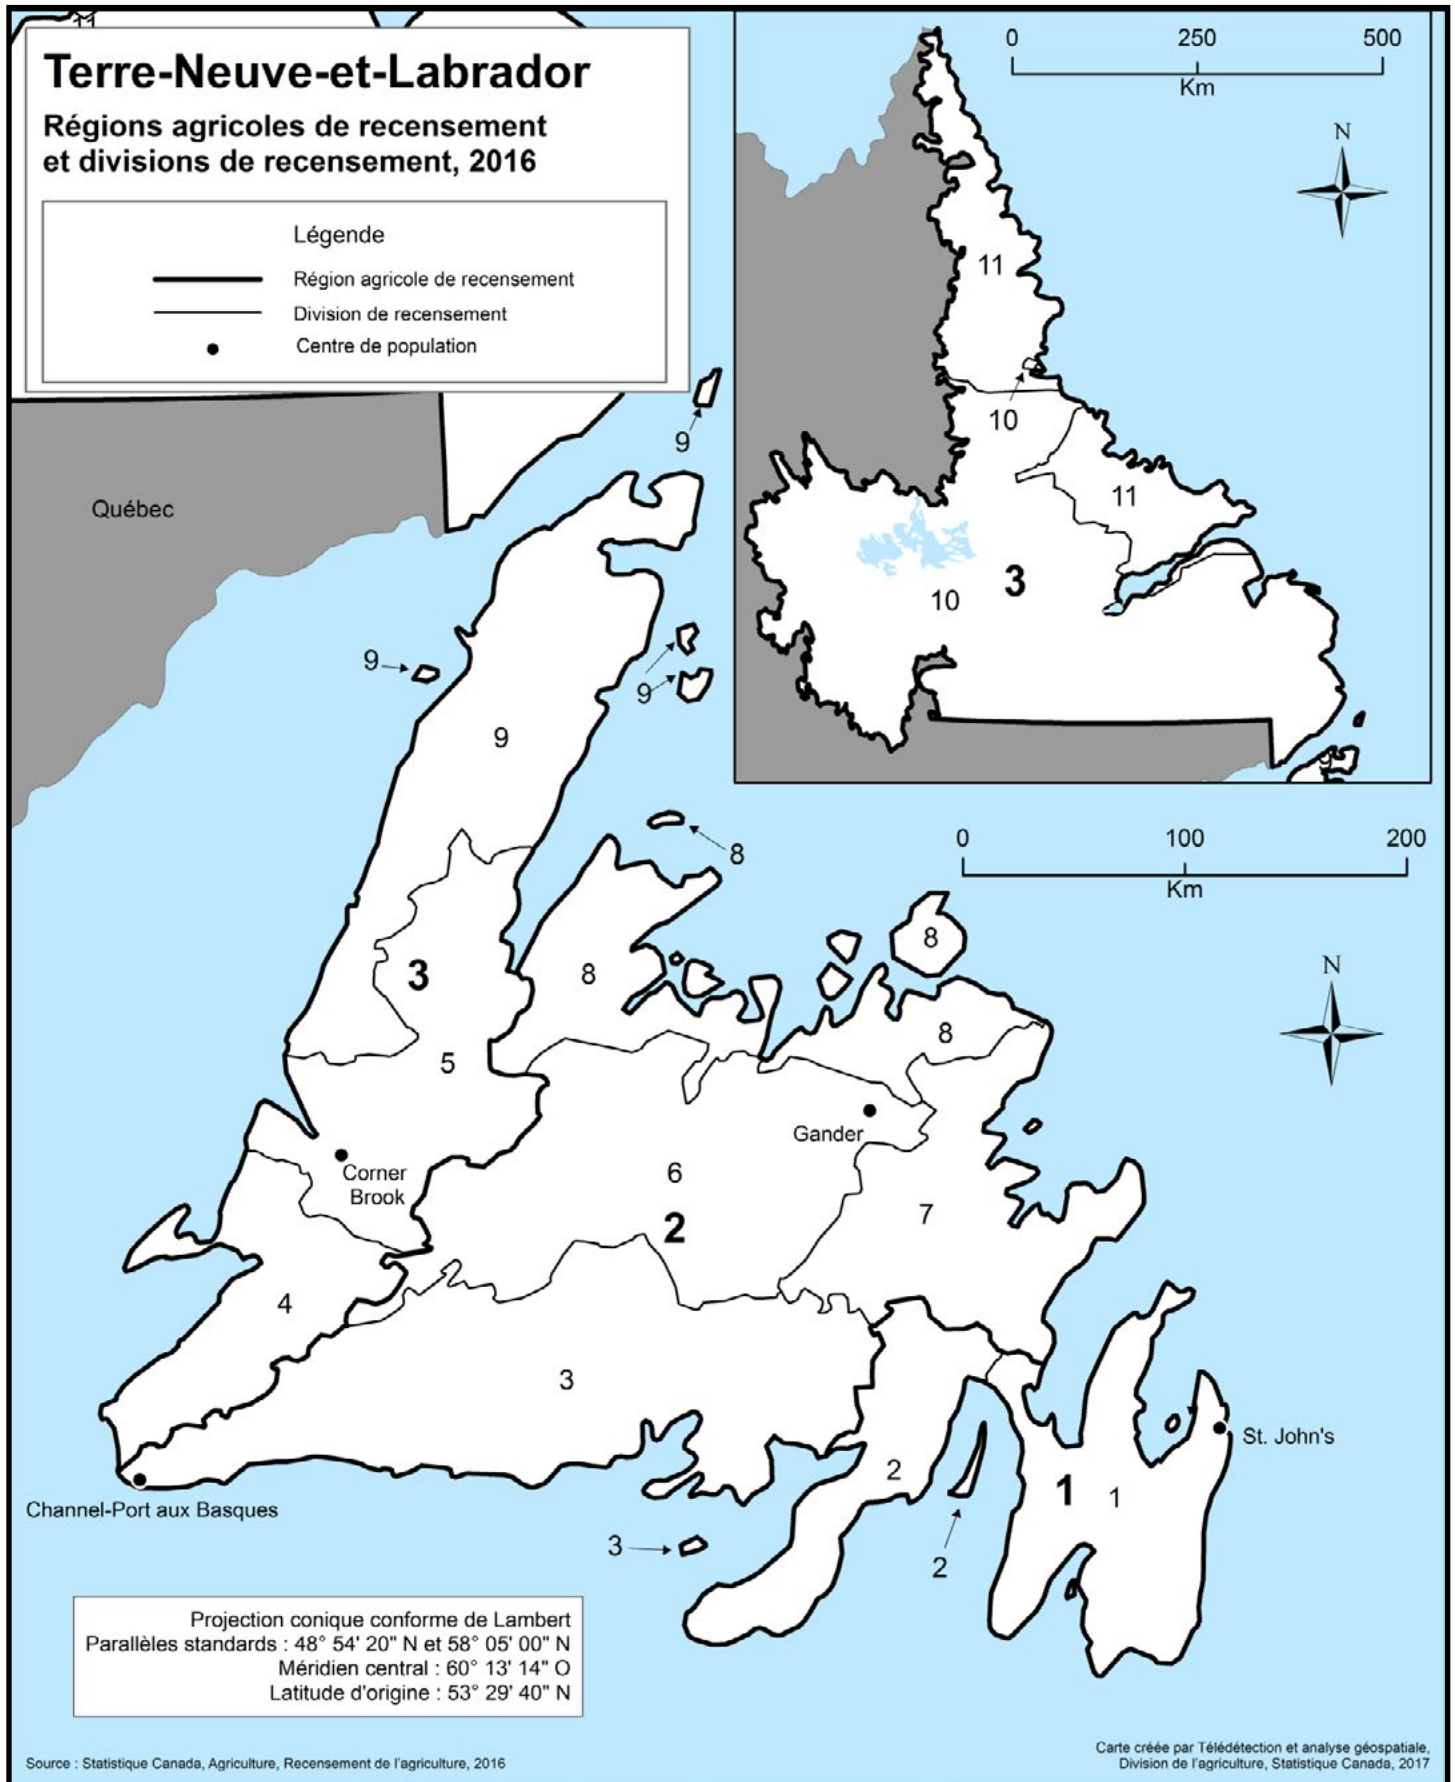 11
Terre-Neuve-et-Labrador
Régions agricoles de recensement
et divisions de recensement, 2016
Légende
Région agricole de recensement
Division de recensement
Centre de population
0 250 500
Km
N
11
10
11
3
10
9
9
Québec
9
9
9
8
0 100 200
Km
8
3
8
N
8
5
Gander
Corner
Brook
6
2
7
4
3
St. John's
2
1
1
Channel-Port aux Basques
3
2
Projection conique conforme de Lambert
Parallèles standards : 48° 54' 20" N et 58° 05' 00" N
Méridien central : 60° 13' 14" O
Latitude d'origine : 53° 29' 40" N
Source : Statistique Canada, Agriculture, Recensement de l'agriculture, 2016
Carte créée par Télédétection et analyse géospatiale,
Division de l'agriculture, Statistique Canada, 2017